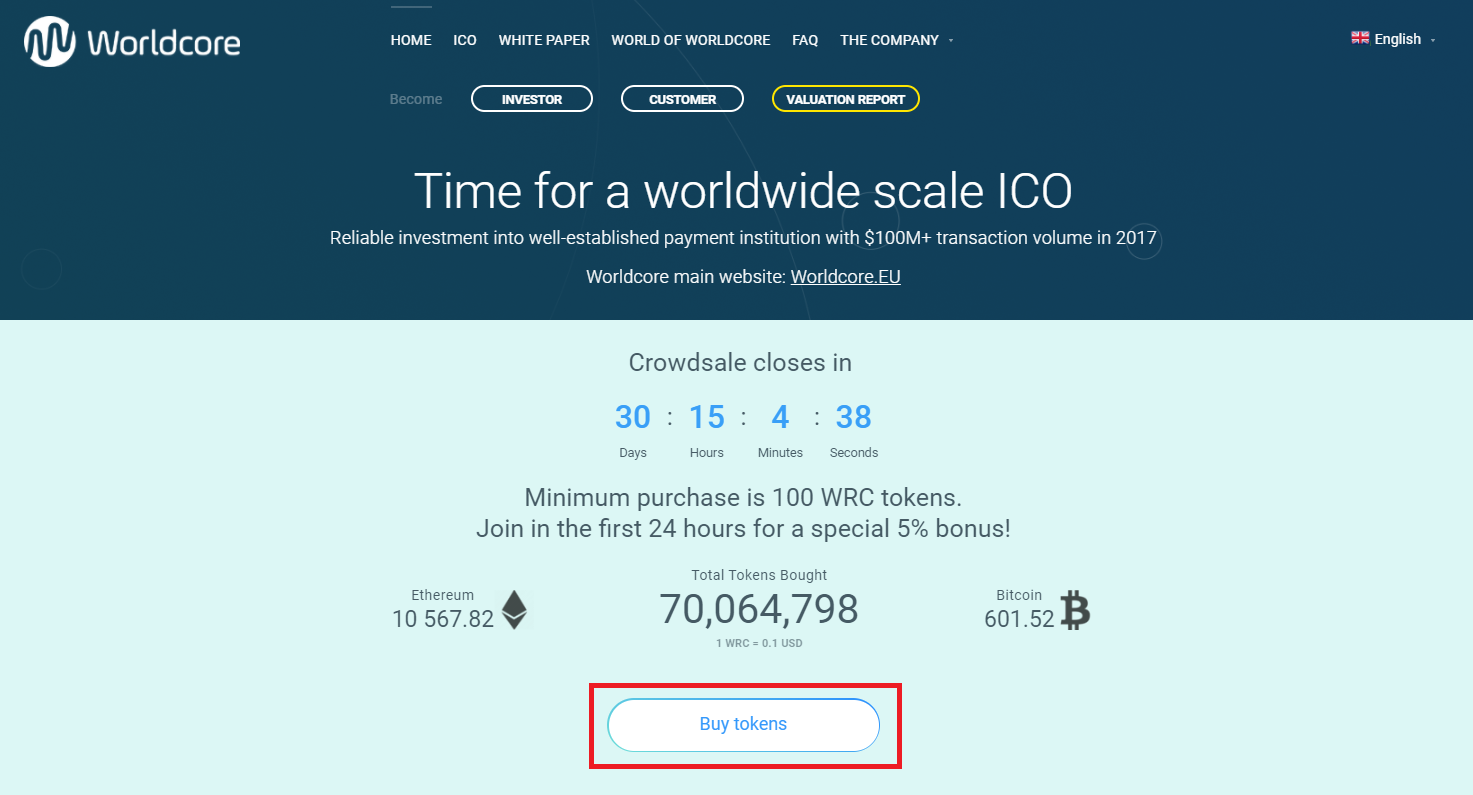 Worldcore
HOME ICO WHITE PAPER WORLD OF WORLDCORE FAQ THE COMPANY
English
Become INVESTOR CUSTOMER VALUATION REPORT
Time for a worldwide scale ICO
Reliable investment into well-established payment institution with $100M+ transaction volume in 2017
Worldcore main website: Worldcore.EU
Crowdsale closes in
30 : 15 : 4 : 38
Days Hours Minutes Seconds
Minimum purchase is 100 WRC tokens.
Join in the first 24 hours for a special 5% bonus!
Ethereum
10 567.82
Total Tokens Bought
70,064,798
1 WRC = 0.1 USD
Bitcoin
601.52
Buy tokens